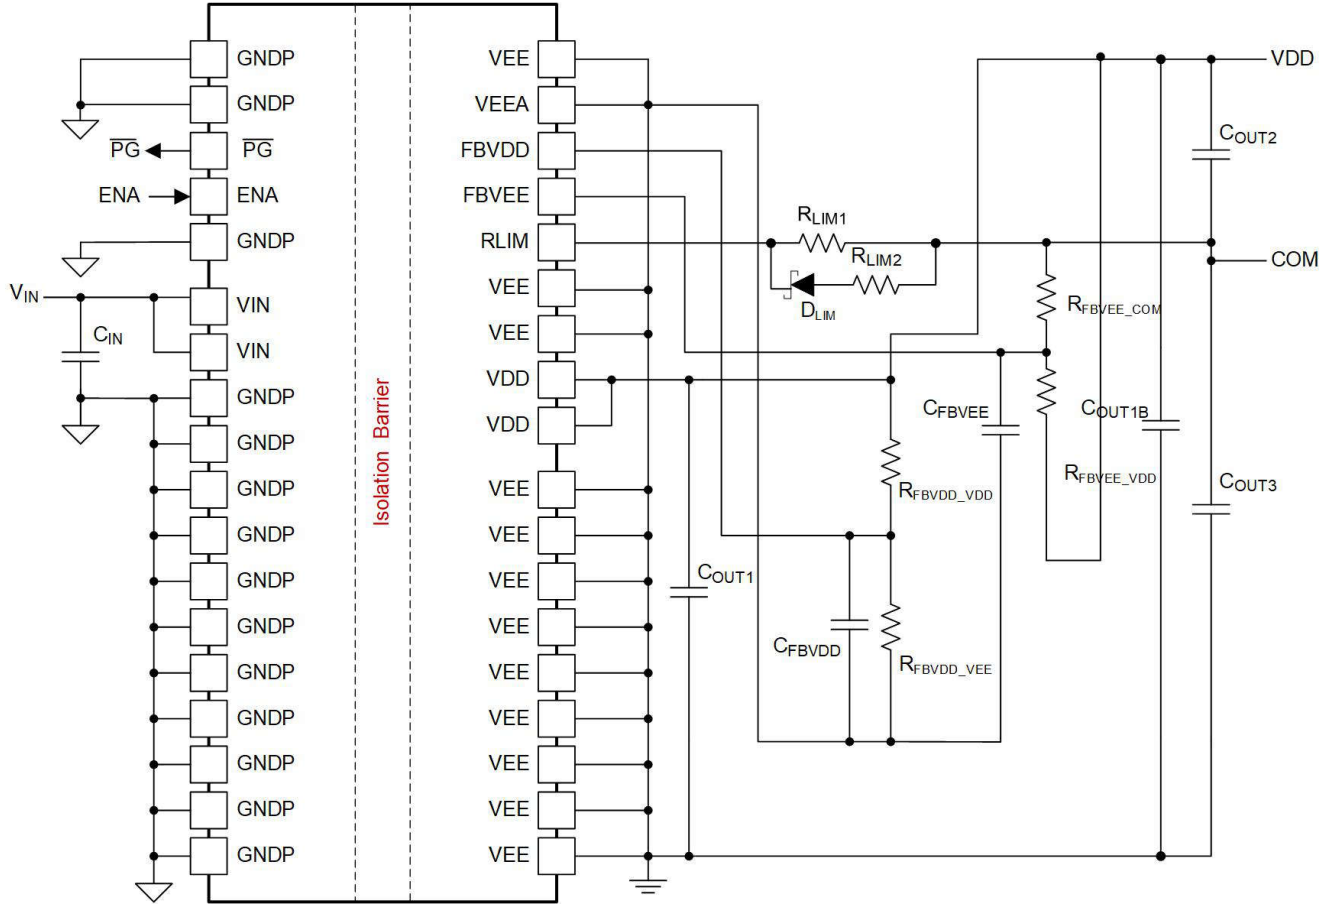 GNDP
GNDP
PG
PG
ENA
ENA
GNDP
VIN
VIN
CIN
VIN
GNDP
GNDP
GNDP
GNDP
GNDP
GNDP
GNDP
GNDP
GNDP
GNDP
GNDP
Isolation Barrier
VEE
VEEA
FBVDD
FBVEE
RLIM
VEE
VEE
VDD
VDD
VEE
VEE
VEE
VEE
VEE
VEE
VEE
VEE
VEE
RLIM1
RLIM2
DLIM
VDD
COUT2
COM
RFBVEE_COM
CFBVEE
COUT1B
RFBVEE_VDD
COUT3
RFBVDD_VDD
COUT1
CFBVDD
RFBVDD_VEE